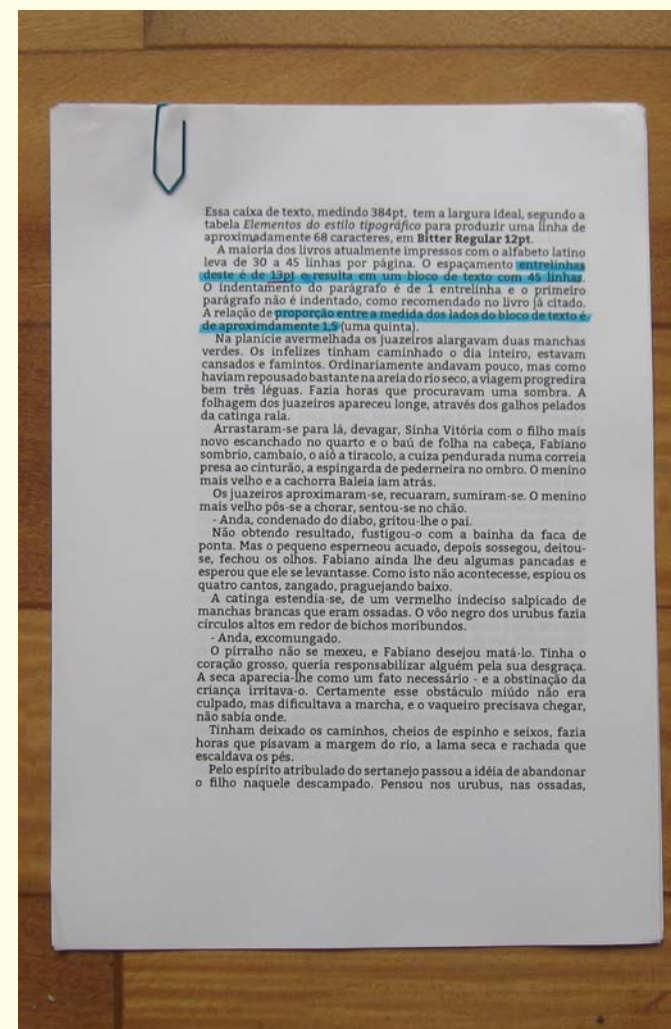 Essa caixa de texto, medindo 384pt, tem a largura ideal, segundo a
tabela Elementos do estilo tipográfico para produzir uma linha de
aproximadamente 68 caracteres, em Bitter Regular 12pt.
A maioria dos livros atualmente impressos com o alfabeto latino
leva de 30 a 45 linhas por página. O espaçamento entrelinhas
deste é de 13pt e resulta em um bloco de texto com 45 linhas.
O indentamento do parágrafo é de 1 entrelinha e o primeiro
parágrafo não é indentado, como recomendado no livro já citado.
A relação de proporção entre a medida dos lados do bloco de texto é
de aproximdamente 1,5 (uma quinta).
Na planície avermelhada os juazeiros alargavam duas manchas
verdes. Os infelizes tinham caminhado o dia inteiro, estavam
cansados e famintos. Ordinariamente andavam pouco, mas como
haviam repousado bastante na areia do rio seco, a viagem progredira
bem três léguas. Fazia horas que procuravam uma sombra. A
folhagem dos juazeiros apareceu longe, através dos galhos pelados
da catinga rala.
Arrastaram-se para lá, devagar, Sinha Vitória com o filho mais
novo escanchado no quarto e o baú de folha na cabeça, Fabiano
sombrio, cambaio, o aió a tiracolo, a cuiza pendurada numa correia
presa ao cinturão, a espingarda de pederneira no ombro. O menino
mais velho e a cachorra Baleia iam atrás.
Os juazeiros aproximaram-se, recuaram, sumiram-se. O menino
mais velho pôs-se a chorar, sentou-se no chão.
- Anda, condenado do diabo, gritou-lhe o pai.
Não obtendo resultado, fustigou-o com a bainha da faca de
ponta. Mas o pequeno esperneou acuado, depois sossegou, deitou-
se, fechou os olhos. Fabiano ainda lhe deu algumas pancadas e
esperou que ele se levantasse. Como isto não acontecesse, espiou os
quatro cantos, zangado, praguejando baixo.
A catinga estendia-se, de um vermelho indeciso salpicado de
manchas brancas que eram ossadas. O vôo negro dos urubus fazia
círculos altos em redor de bichos moribundos.
- Anda, excomungado.
O pirralho não se mexeu, e Fabiano desejou matá-lo. Tinha o
coração grosso, queria responsabilizar alguém pela sua desgraça.
A seca aparecia-lhe como um fato necessário - e a obstinação da
criança irritava-o. Certamente esse obstáculo miúdo não era
culpado, mas dificultava a marcha, e o vaqueiro precisava chegar,
não sabia onde.
Tinham deixado os caminhos, cheios de espinho e seixos, fazia
horas que pisavam a margem do rio, a lama seca e rachada que
escaldava os pés.
Pelo espírito atribulado do sertanejo passou a idéia de abandonar
o filho naquele descampado. Pensou nos urubus, nas ossadas,